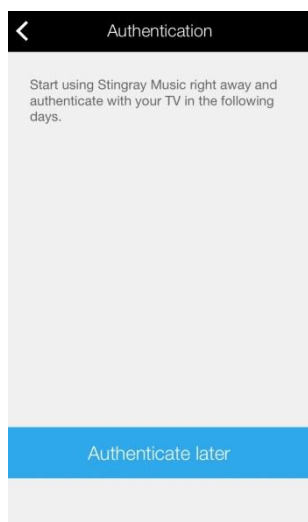 Authentication
Start using Stingray Music right away and
authenticate with your TV in the following
days.
Authenticate later